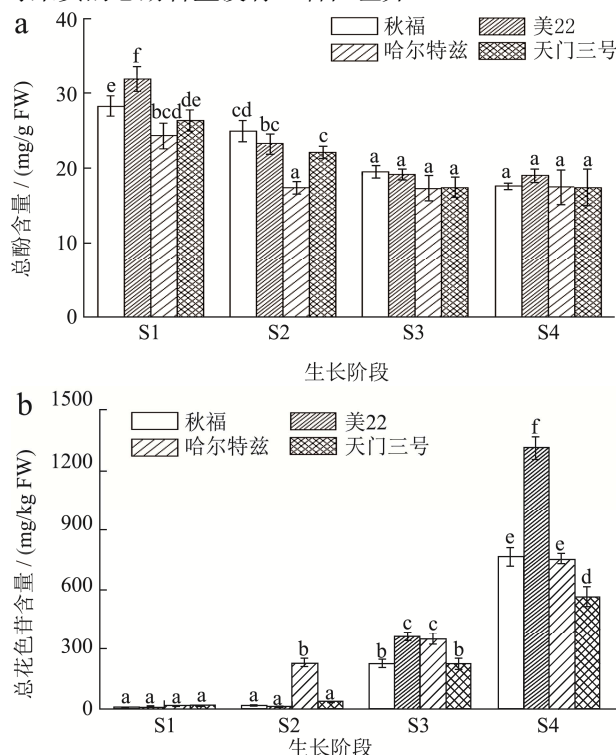 a
总酚含量 / (mg/g FW)
40
30
20
10
0
秋福
美22
哈尔特兹
天门三号
e
f
bcd
de
cd
bc
a
c
a
a
a
a
a
a
a
a
S1
S2
S3
S4
生长阶段
b
总花色苷含量 / (mg/kg FW)
1500
1200
900
600
300
0
秋福
美22
哈尔特兹
天门三号
a
a
a
a
a
a
b
a
b
c
c
b
e
f
e
d
S1
S2
S3
S4
生长阶段